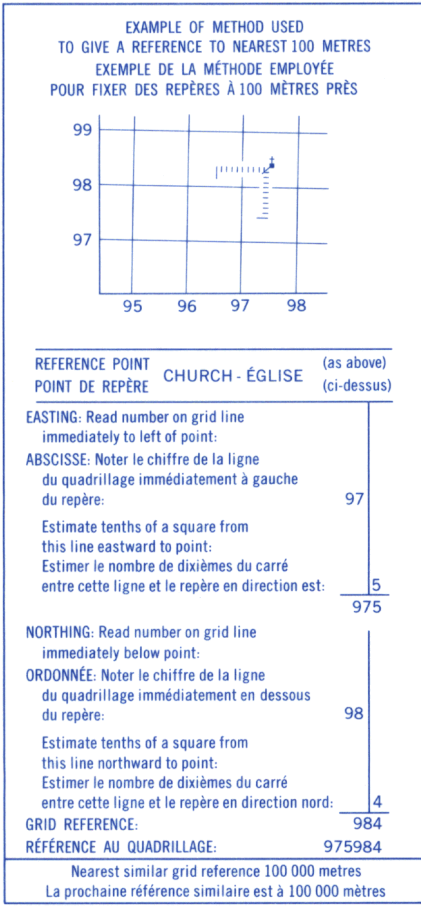 EXAMPLE OF METHOD USED
TO GIVE A REFERENCE TO NEAREST 100 METRES
EXEMPLE DE LA MÉTHODE EMPLOYÉE
POUR FIXER DES REPÈRES À 100 MÈTRES PRÈS
99
98
97
95 96 97 98
REFERENCE POINT CHURCH - ÉGLISE (as above)
POINT DE REPÈRE (ci-dessus)
EASTING: Read number on grid line
immediately to left of point:
ABSCISSE: Noter le chiffre de la ligne
du quadrillage immédiatement à gauche
du repère: 97
Estimate tenths of a square from
this line eastward to point:
Estimer le nombre de dixièmes du carré
entre cette ligne et le repère en direction est: 5
975
NORTHING: Read number on grid line
immediately below point:
ORDONNÉE: Noter le chiffre de la ligne
du quadrillage immédiatement en dessous
du repère: 98
Estimate tenths of a square from
this line northward to point:
Estimer le nombre de dixièmes du carré
entre cette ligne et le repère en direction nord: 4
GRID REFERENCE: 984
RÉFÉRENCE AU QUADRILLAGE: 975984
Nearest similar grid reference 100 000 metres
La prochaine référence similaire est à 100 000 mètres